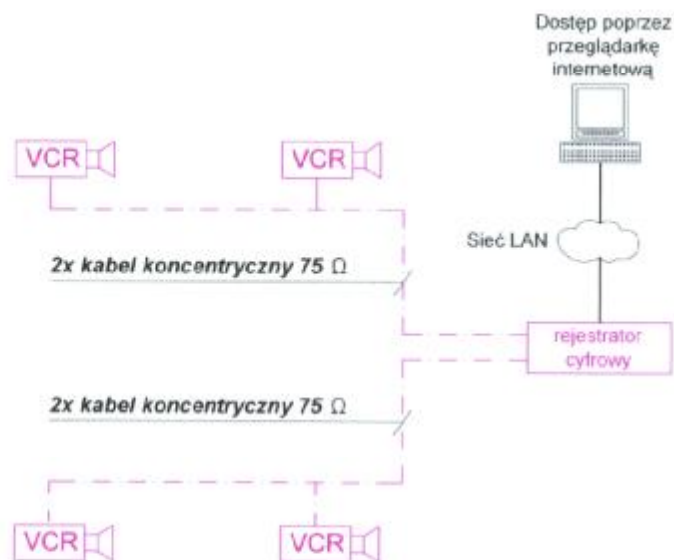 Dostęp poprzez
przeglądarkę
internetową
VCR
VCR
Sieć LAN
2x kabel koncentryczny 75 Ω
rejestrator
cyfrowy
2x kabel koncentryczny 75 Ω
VCR
VCR